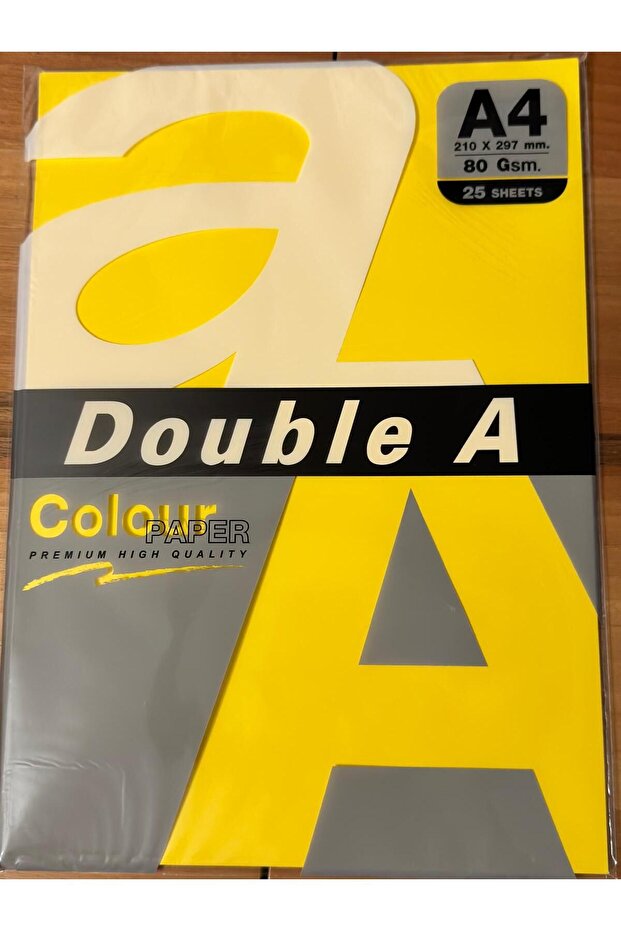 A4
210 X 297 mm.
80 Gsm.
25 SHEETS
a
Double A
Colour
PAPER
PREMIUM HIGH QUALITY
A